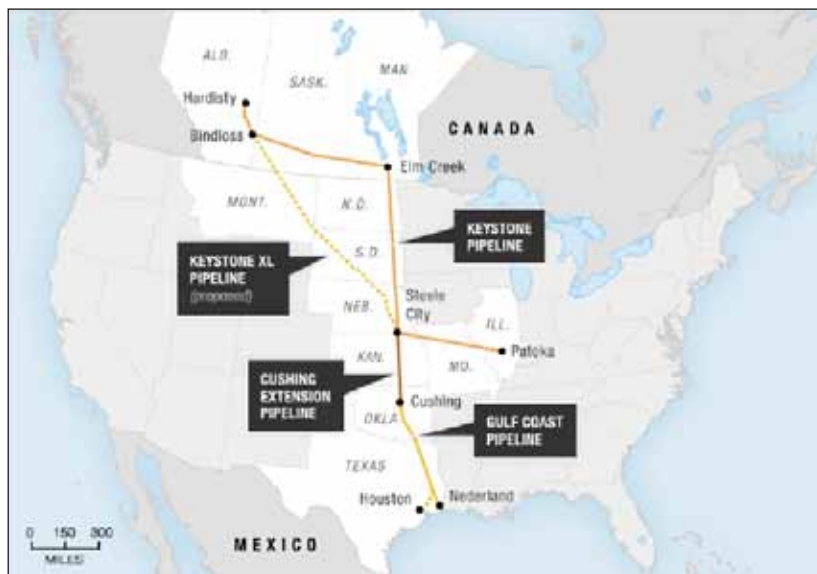 ALB.
SASK.
MAN.
Hardisty
Bindloss
CANADA
Elm Creek
MONT.
N.D.
KEYSTONE
PIPELINE
S.D.
KEYSTONE XL
PIPELINE
(proposed)
Steele
City
NEB.
ILL.
Patoka
KAN.
MO.
CUSHING
EXTENSION
PIPELINE
Cushing
OKLA
GULF COAST
PIPELINE
TEXAS
Houston
Nederland
0 150 300
MILES
MEXICO